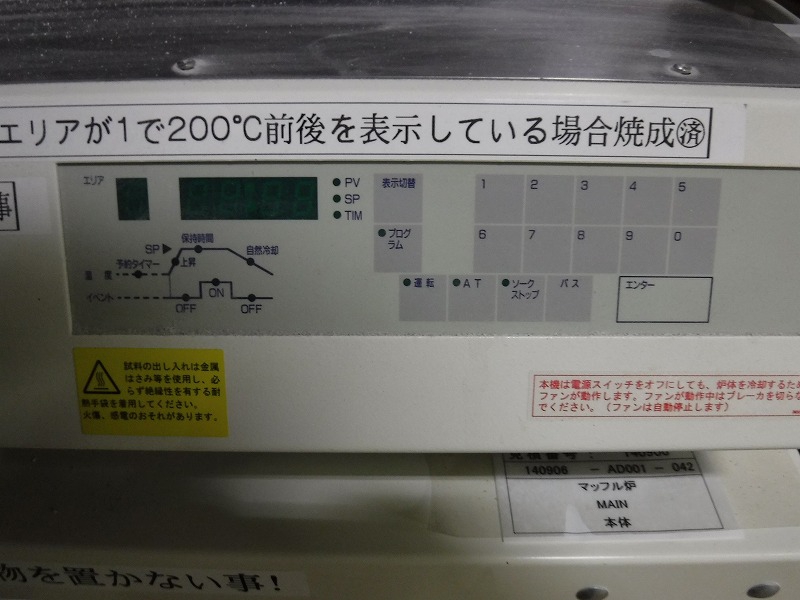 エリアが1で200℃前後を表示している場合焼成済
事
エリア
PV
SP
TIM
表示切替
1 2 3 4 5
プログラム
6 7 8 9 0
SP
保持時間
自然冷却
予約タイマー
上昇
温度
イベント
ON
OFF
OFF
運転
AT
ソークストップ
パス
エンター
試料の出し入れは金属
はさみ等を使用し、必
らず絶縁性を有する耐
熱手袋を着用してください。
火爆、感電のおそれがあります。
本機は電源スイッチをオフにしても、炉体を冷却するため
ファンが動作します。ファンが動作中はブレーカを切らな
でください。（ファンは自動停止します）
見積番号： 140906
140906 －AD001－042
マッフル炉
MAIN
本体
物を置かない事!